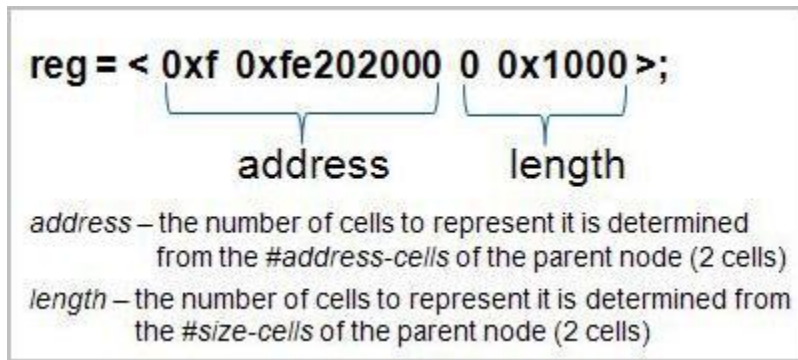 reg = < 0xf 0xfe202000 0 0x1000 >;
address length
address – the number of cells to represent it is determined
from the #address-cells of the parent node (2 cells)
length – the number of cells to represent it is determined from
the #size-cells of the parent node (2 cells)